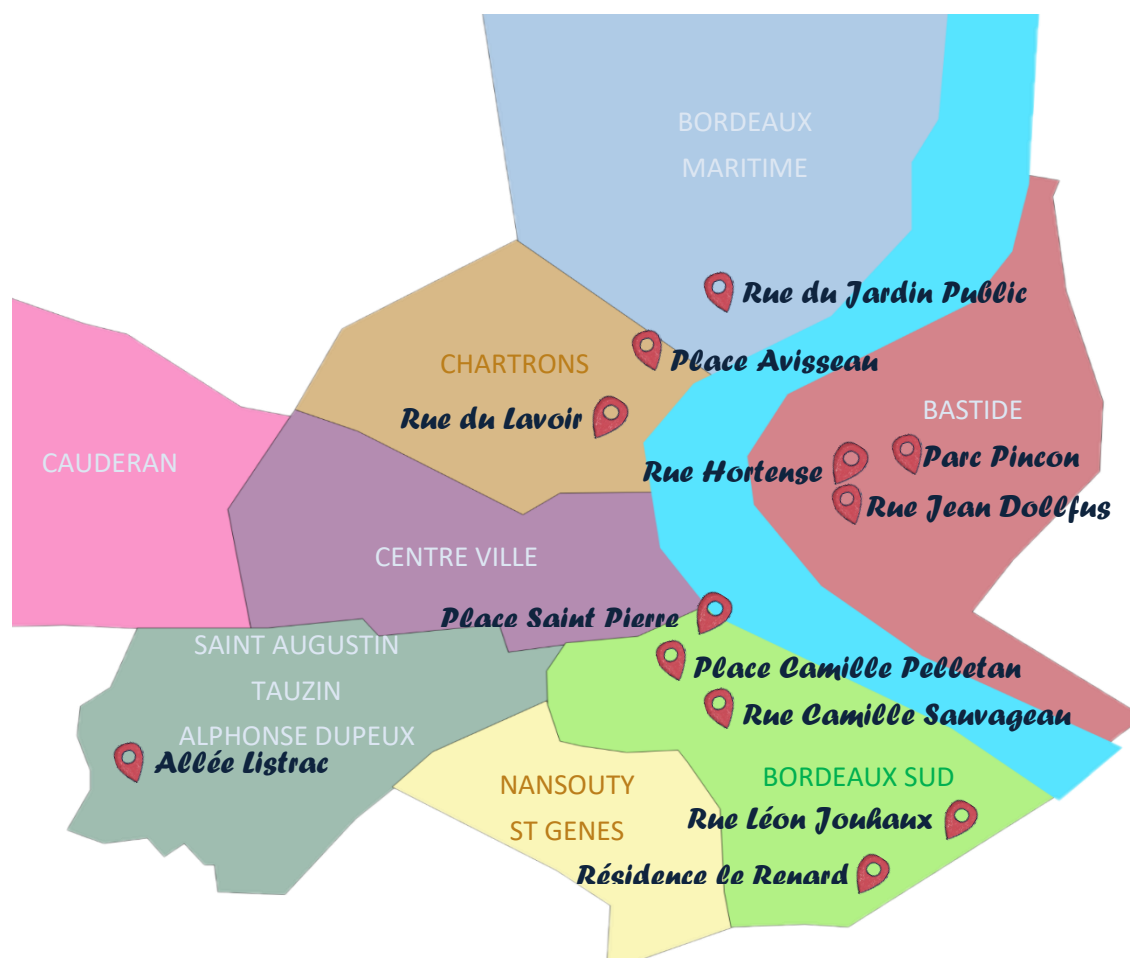 BORDEAUX
MARITIME
Rue du Jardin Public
Place Avisseau
CHARTRONS
Rue du Lavoir
BASTIDE
CAUDERAN
Parc Pincon
Rue Hortense
Rue Jean Dollfus
CENTRE VILLE
Place Saint Pierre
SAINT AUGUSTIN
TAUZIN
ALPHONSE DUPEUX
Place Camille Pelletan
Rue Camille Sauvageau
Allée Listrac
NANSOUTY
ST GENES
BORDEAUX SUD
Rue Léon Jouhaux
Résidence le Renard